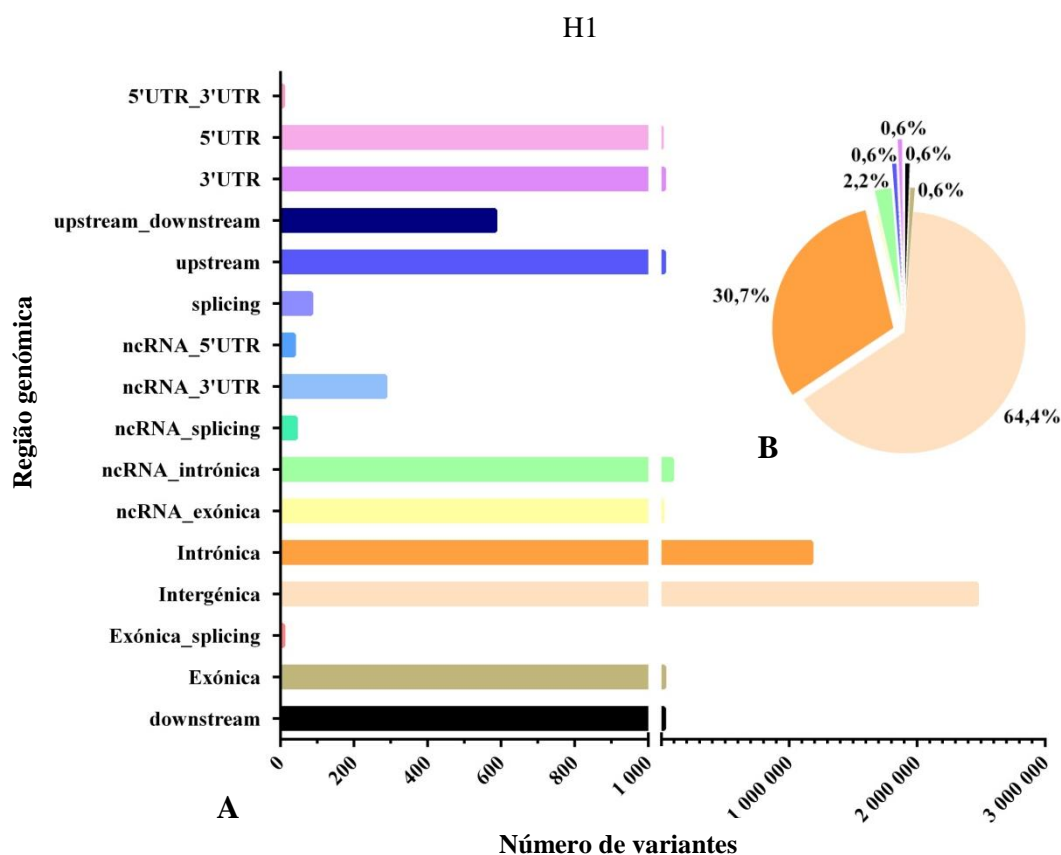 H1
Região genómica
5'UTR_3'UTR
5'UTR
3'UTR
upstream_downstream
upstream
splicing
ncRNA_5'UTR
ncRNA_3'UTR
ncRNA_splicing
ncRNA_intrónica
ncRNA_exónica
Intrónica
Intergénica
Exónica_splicing
Exónica
downstream
0
200
400
600
800
1 000
1 000 000
2 000 000
3 000 000
A
Número de variantes
0,6%
0,6%
0,6%
2,2%
0,6%
30,7%
64,4%
B